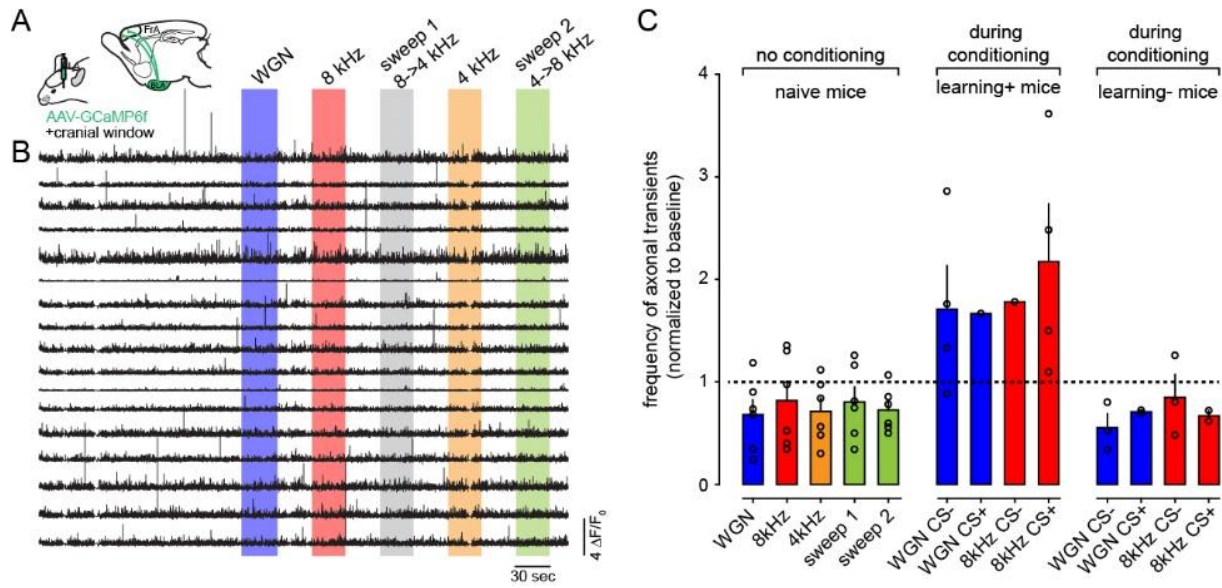 A
FrA
BLA
AAV-GCaMP6f
+cranial window
WGN
8 kHz
sweep 1
8->4 kHz
4 kHz
sweep 2
4->8 kHz
B
4 ΔF/F0
30 sec
C
no conditioning
naive mice
during
conditioning
learning+ mice
during
conditioning
learning- mice
frequency of axonal transients
(normalized to baseline)
4
3
2
1
0
WGN
8kHz
4kHz
sweep 1
sweep 2
WGN CS-
WGN CS+
8kHz CS-
8kHz CS+
WGN CS-
WGN CS+
8kHz CS-
8kHz CS+